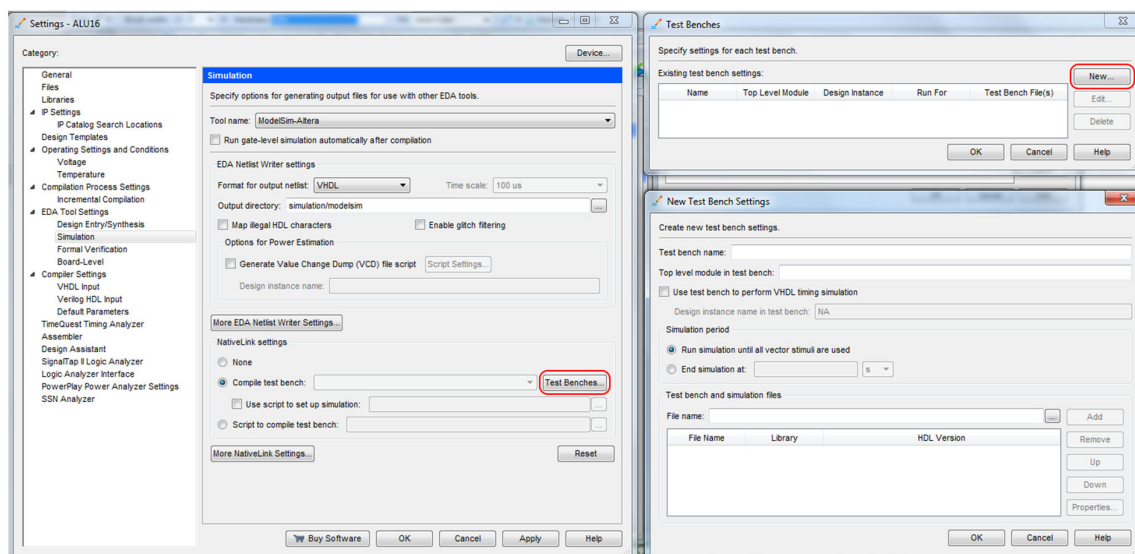 Settings - ALU16
Category:
Device...
General
Files
Libraries
IP Settings
IP Catalog Search Locations
Design Templates
Operating Settings and Conditions
Voltage
Temperature
Compilation Process Settings
Incremental Compilation
EDA Tool Settings
Design Entry/Synthesis
Simulation
Formal Verification
Board-Level
Compiler Settings
VHDL Input
Verilog HDL Input
Default Parameters
TimeQuest Timing Analyzer
Assembler
Design Assistant
SignalTap II Logic Analyzer
Logic Analyzer Interface
PowerPlay Power Analyzer Settings
SSN Analyzer
Simulation
Specify options for generating output files for use with other EDA tools.
Tool name: ModelSim-Altera
Run gate-level simulation automatically after compilation
EDA Netlist Writer settings
Format for output netlist: VHDL Time scale: 100 us
Output directory: simulation/modelsim ...
Map illegal HDL characters Enable glitch filtering
Options for Power Estimation
Generate Value Change Dump (VCD) file script Script Settings...
Design instance name:
More EDA Netlist Writer Settings...
NativeLink settings
None
Compile test bench: Test Benches...
Use script to set up simulation: ...
Script to compile test bench: ...
More NativeLink Settings... Reset
Buy Software OK Cancel Apply Help
Test Benches
Specify settings for each test bench.
Existing test bench settings: New...
Name Top Level Module Design Instance Run For Test Bench File(s)
Edit...
Delete
OK Cancel Help
New Test Bench Settings
Create new test bench settings.
Test bench name:
Top level module in test bench:
Use test bench to perform VHDL timing simulation
Design instance name in test bench: NA
Simulation period
Run simulation until all vector stimuli are used
End simulation at: s
Test bench and simulation files
File name: ... Add
File Name Library HDL Version
Remove
Up
Down
Properties...
OK Cancel Help